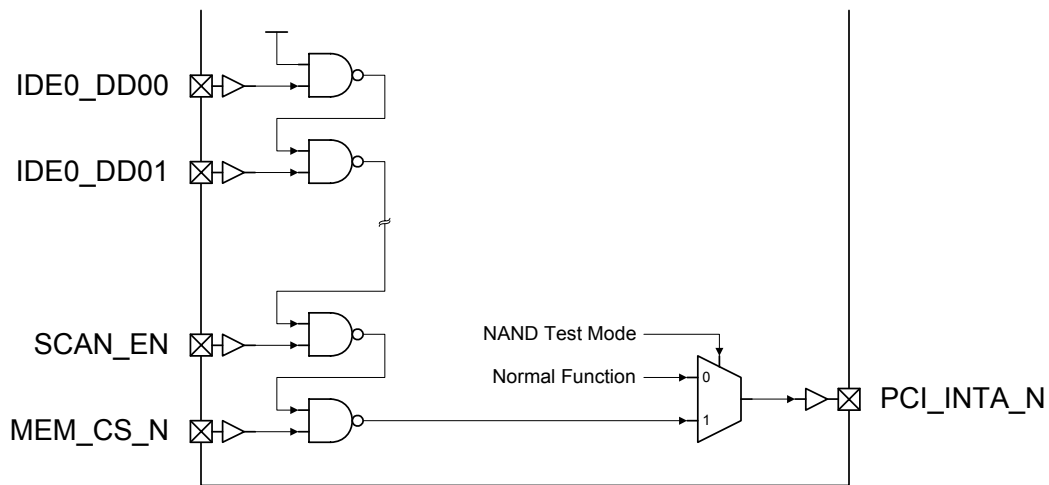 IDE0_DD00
IDE0_DD01
SCAN_EN
NAND Test Mode
Normal Function
0
PCI_INTA_N
1
MEM_CS_N